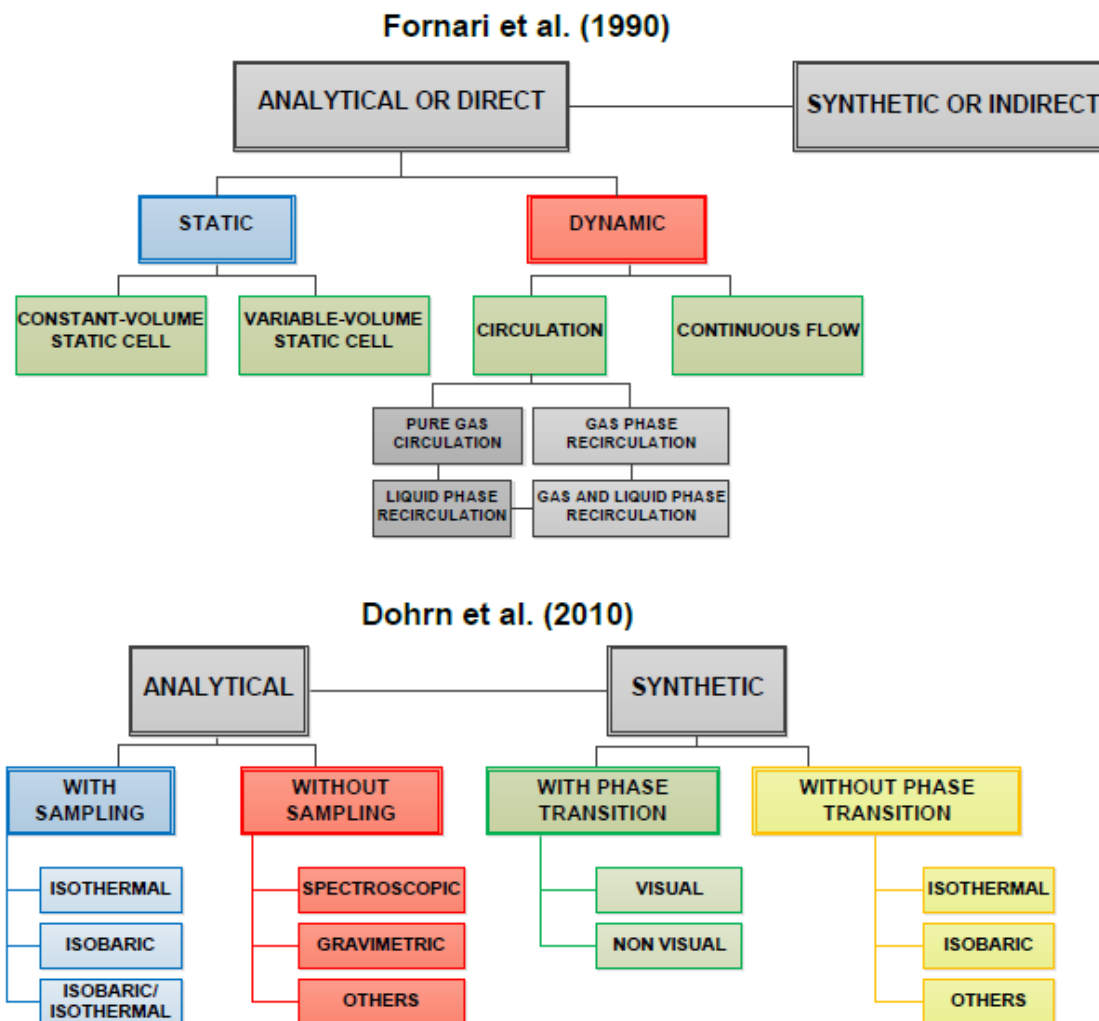 Fornari et al. (1990)
ANALYTICAL OR DIRECT
SYNTHETIC OR INDIRECT
STATIC
DYNAMIC
CONSTANT-VOLUME
STATIC CELL
VARIABLE-VOLUME
STATIC CELL
CIRCULATION
CONTINUOUS FLOW
PURE GAS
CIRCULATION
GAS PHASE
RECIRCULATION
LIQUID PHASE
RECIRCULATION
GAS AND LIQUID PHASE
RECIRCULATION
Dohrn et al. (2010)
ANALYTICAL
SYNTHETIC
WITH
SAMPLING
WITHOUT
SAMPLING
WITH PHASE
TRANSITION
WITHOUT PHASE
TRANSITION
ISOTHERMAL
ISOBARIC
ISOBARIC/
ISOTHERMAL
SPECTROSCOPIC
GRAVIMETRIC
OTHERS
VISUAL
NON VISUAL
ISOTHERMAL
ISOBARIC
OTHERS